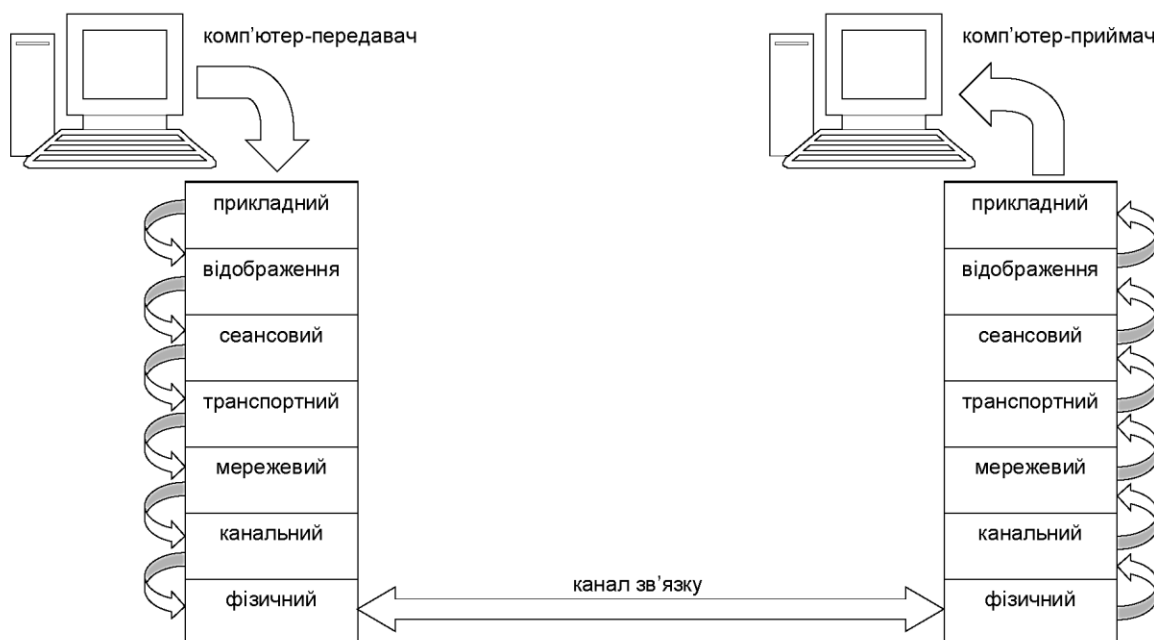 комп’ютер-передавач
комп’ютер-приймач
прикладний
відображення
сеансовий
транспортний
мережевий
канальний
фізичний
канал зв’язку
прикладний
відображення
сеансовий
транспортний
мережевий
канальний
фізичний